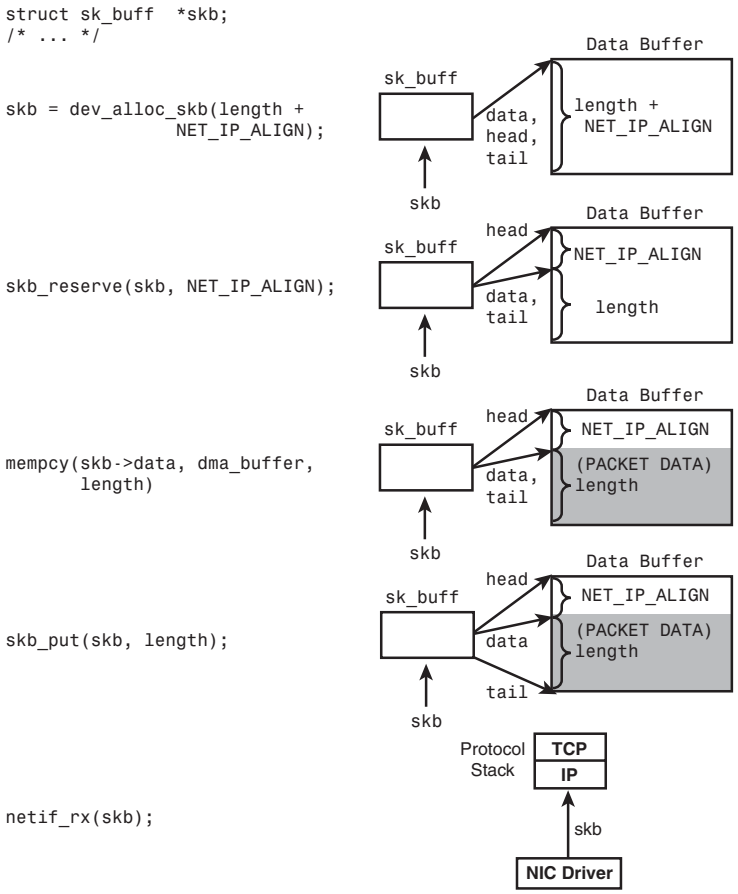 struct sk_buff  *skb;
/* ... */
Data Buffer
sk_buff
skb = dev_alloc_skb(length +
NET_IP_ALIGN);
data,
head,
tail
length +
NET_IP_ALIGN
skb
Data Buffer
head
sk_buff
NET_IP_ALIGN
skb_reserve(skb, NET_IP_ALIGN);
data,
tail
length
skb
Data Buffer
head
sk_buff
NET_IP_ALIGN
mempcy(skb->data, dma_buffer,
length)
data,
tail
(PACKET DATA)
length
skb
Data Buffer
head
sk_buff
NET_IP_ALIGN
skb_put(skb, length);
data
(PACKET DATA)
length
tail
skb
Protocol
Stack
TCP
IP
netif_rx(skb);
skb
NIC Driver